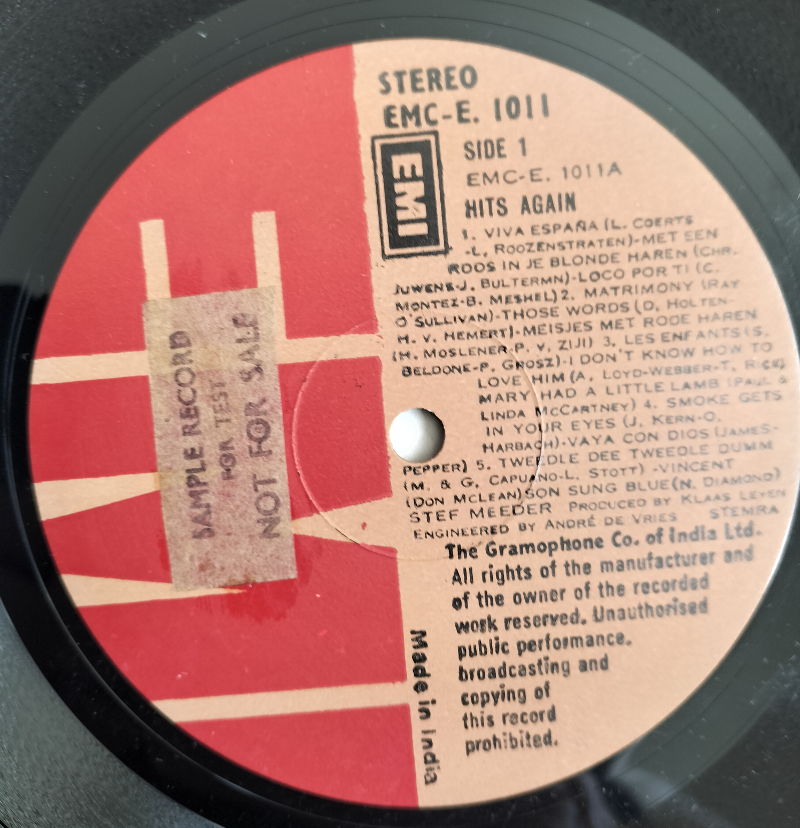 STEREO
EMC-E. 1011
EMI
SIDE 1
EMC-E. 1011A
HITS AGAIN
1. VIVA ESPAÑA (L. COERTS
-L, ROOZENSTRATEN)-MET EEN
ROOS IN JE BLONDE HAREN (CHR.
JUWENS-J. BULTERMN)-LOCO POR TI (C.
MONTEZ-B. MESHEL) 2. MATRIMONY (RAY
O'SULLIVAN)-THOSE WORDS (D. HOLTEN-
H. V. HEMERT)-MEISJES MET RODE HAREN
(H. MOSLENER-P. V. ZIJI) 3. LES ENFANTS (S.
BELDONE-P. GROSZ)-I DON'T KNOW HOW TO
LOVE HIM (A. LOYD-WEBBER-T. RICE)
MARY HAD A LITTLE LAMB (PAUL &
LINDA McCARTNEY) 4. SMOKE GETS
IN YOUR EYES (J. KERN-O.
HARBACH)-VAYA CON DIOS (JAMES-
PEPPER) 5. TWEEDLE DEE TWEEDLE DUMM
(M. & G. CAPUANO-L. STOTT) -VINCENT
(DON McLEAN)SON SUNG BLUE(N. DIAMOND)
STEF MEEDER PRODUCED BY KLAAS LEYEN
ENGINEERED BY ANDRÉ DE VRIES STEMRA
The Gramophone Co. of India Ltd.
All rights of the manufacturer and
of the owner of the recorded
work reserved. Unauthorised
public performance.
broadcasting and
copying of
this record
prohibited.
Made in India
SAMPLE RECORD
FOR TEST
NOT FOR SALE